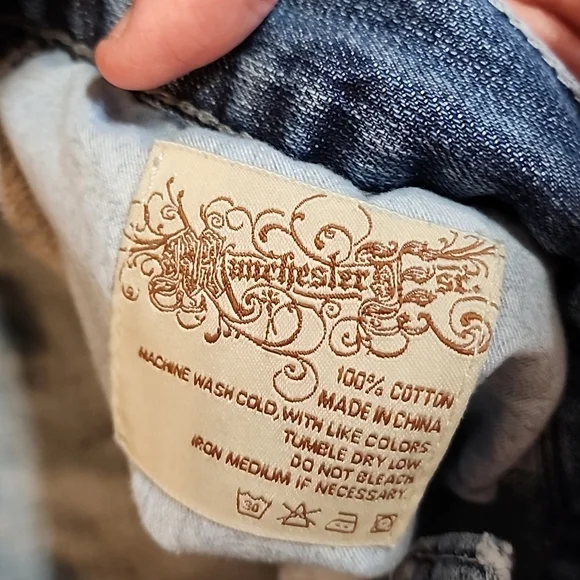 Manchester
100% COTTON
MADE IN CHINA
MACHINE WASH COLD, WITH LIKE COLORS
TUMBLE DRY LOW
DO NOT BLEACH
IRON MEDIUM IF NECESSARY.
30